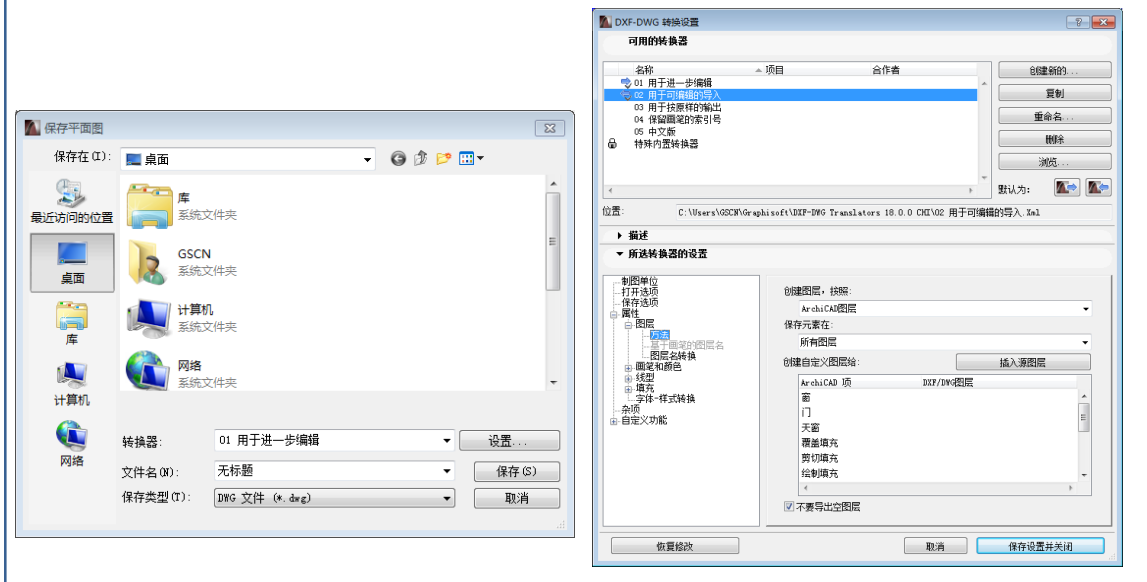 保存平面图
保存在(I):
桌面
最近访问的位置
桌面
库
计算机
网络
库
系统文件夹
GSCN
系统文件夹
计算机
系统文件夹
网络
系统文件夹
转换器:
01 用于进一步编辑
设置...
文件名(N):
无标题
保存(S)
保存类型(T):
DWG 文件 (*.dwg)
取消
DXF-DWG 转换设置
可用的转换器
名称 项目 合作者
01 用于进一步编辑
02 用于可编辑的导入
03 用于按原样的输出
04 保留画笔的索引号
05 中文版
特殊内置转换器
创建新的...
复制
重命名...
删除
浏览...
默认为:
位置: C:\Users\GSCN\Graphisoft\DXF-DWG Translators 18.0.0 CHI\02 用于可编辑的导入.Xml
描述
所选转换器的设置
制图单位
打开选项
保存选项
属性
图层
方法
基于画笔的图层名
图层名转换
画笔和颜色
线型
填充
字体-样式转换
杂项
自定义功能
创建图层，按照:
ArchiCAD图层
保存元素在:
所有图层
创建自定义图层给:
插入源图层
ArchiCAD 项 DXF/DWG图层
窗
门
天窗
覆盖填充
剪切填充
绘制填充
不要导出空图层
恢复修改
取消
保存设置并关闭